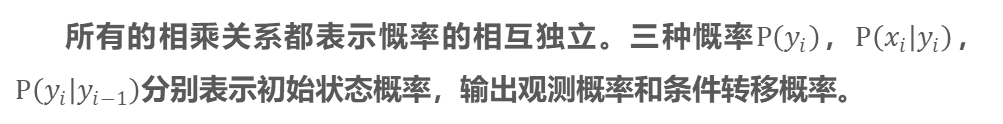 所有的相乘关系都表示慨率的相互独立。三种慨率P(yᵢ)，P(xᵢ|yᵢ)，
P(yᵢ|yᵢ₋₁)分别表示初始状态概率，输出观测概率和条件转移概率。